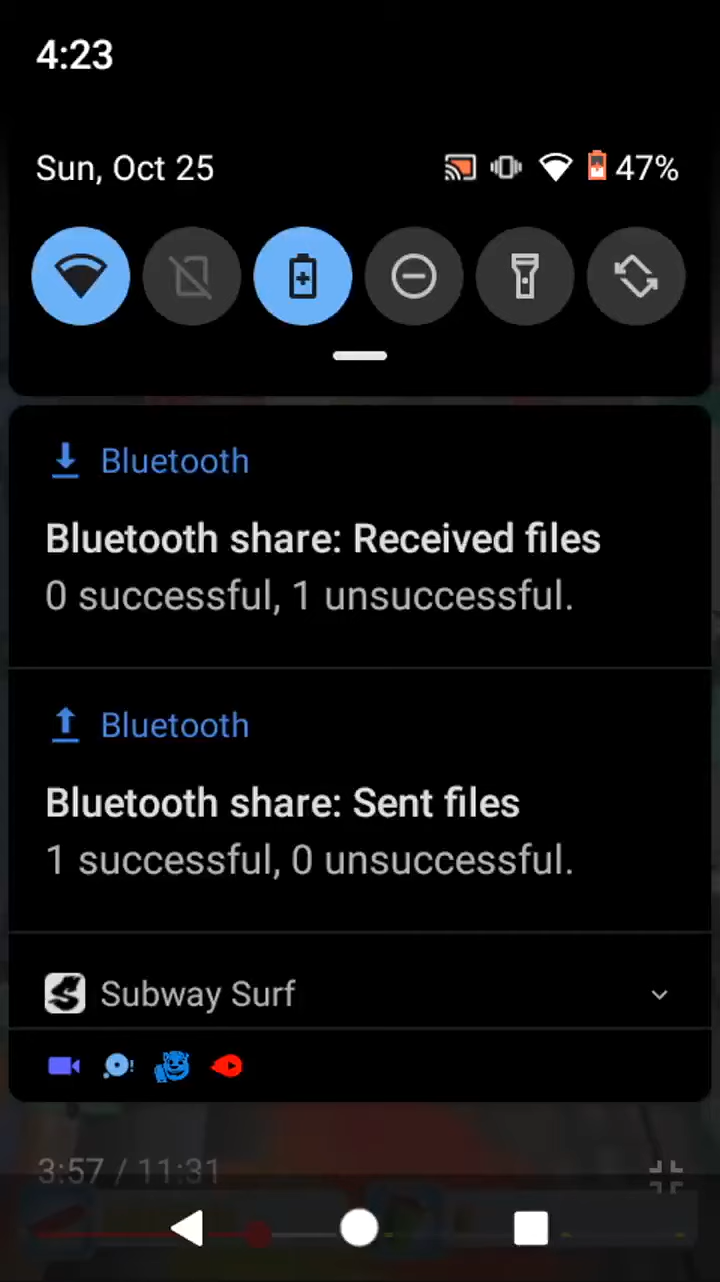 4:23
Sun, Oct 25
47%
Bluetooth
Bluetooth share: Received files
0 successful, 1 unsuccessful.
Bluetooth
Bluetooth share: Sent files
1 successful, 0 unsuccessful.
Subway Surf
3:57 / 11:31